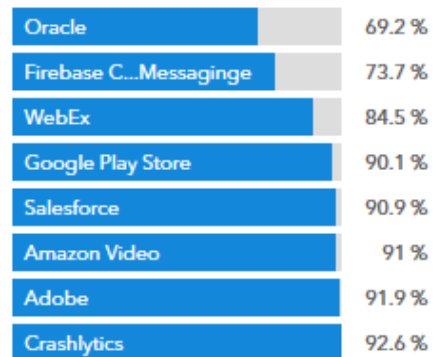 Oracle 69.2 %
Firebase C...Messaginge 73.7 %
WebEx 84.5 %
Google Play Store 90.1 %
Salesforce 90.9 %
Amazon Video 91 %
Adobe 91.9 %
Crashlytics 92.6 %